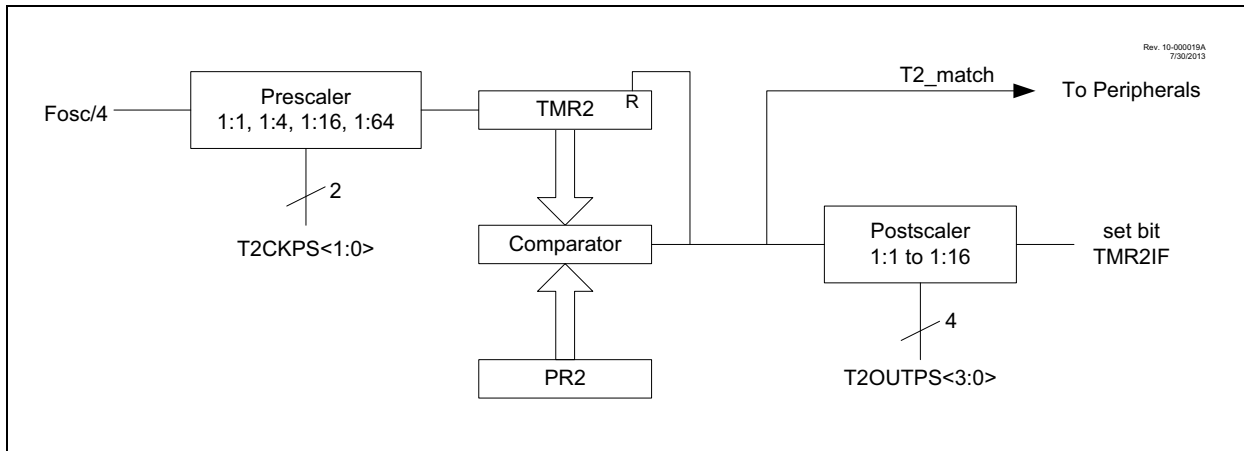 Rev. 10-000019A
7/30/2013
T2_match
To Peripherals
Fosc/4
Prescaler
1:1, 1:4, 1:16, 1:64
TMR2
R
2
T2CKPS<1:0>
Comparator
Postscaler
1:1 to 1:16
set bit
TMR2IF
4
T2OUTPS<3:0>
PR2